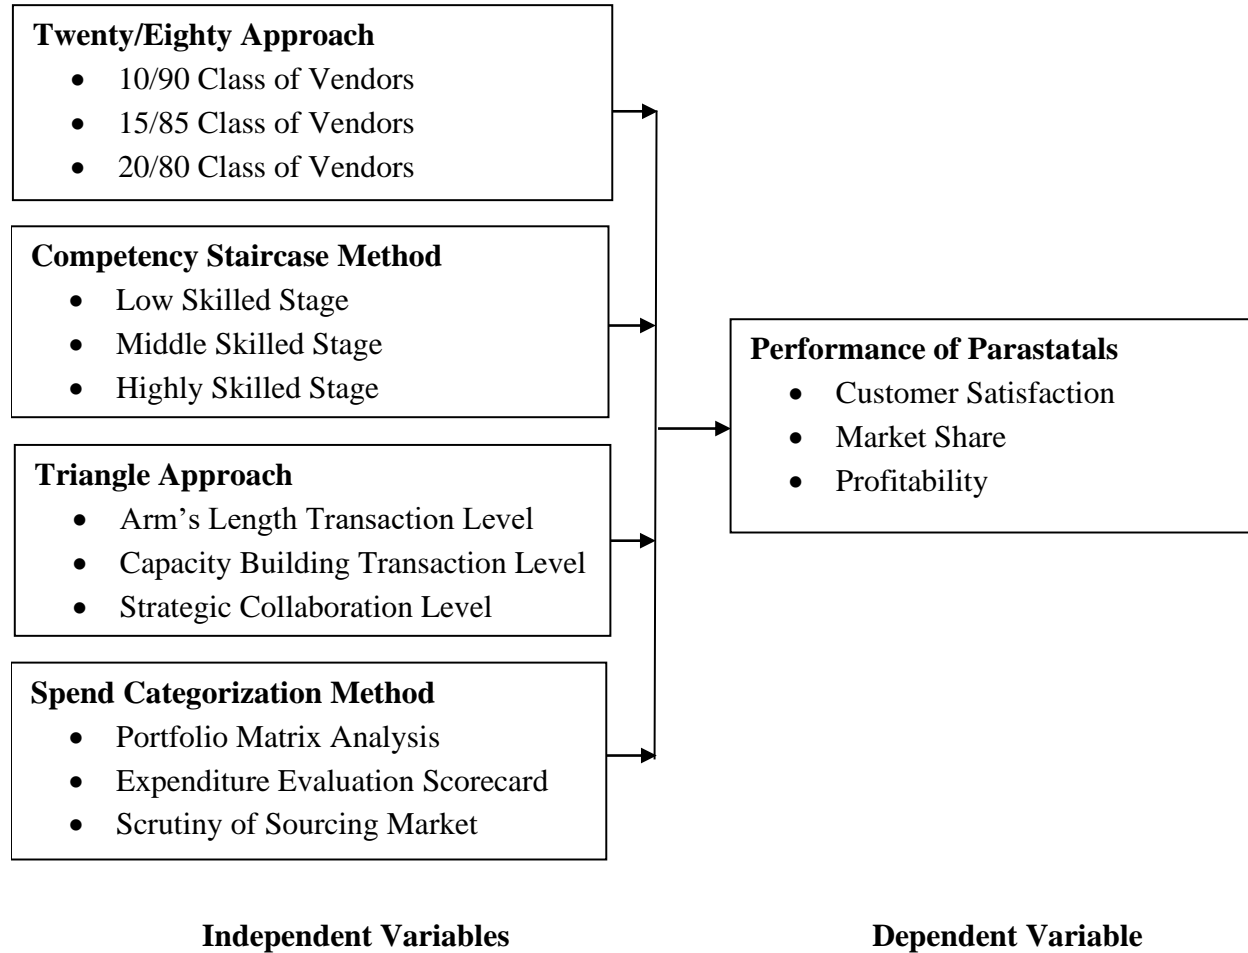 Twenty/Eighty Approach
• 10/90 Class of Vendors
• 15/85 Class of Vendors
• 20/80 Class of Vendors
Competency Staircase Method
• Low Skilled Stage
• Middle Skilled Stage
• Highly Skilled Stage
Triangle Approach
• Arm’s Length Transaction Level
• Capacity Building Transaction Level
• Strategic Collaboration Level
Spend Categorization Method
• Portfolio Matrix Analysis
• Expenditure Evaluation Scorecard
• Scrutiny of Sourcing Market
Performance of Parastatals
• Customer Satisfaction
• Market Share
• Profitability
Independent Variables
Dependent Variable